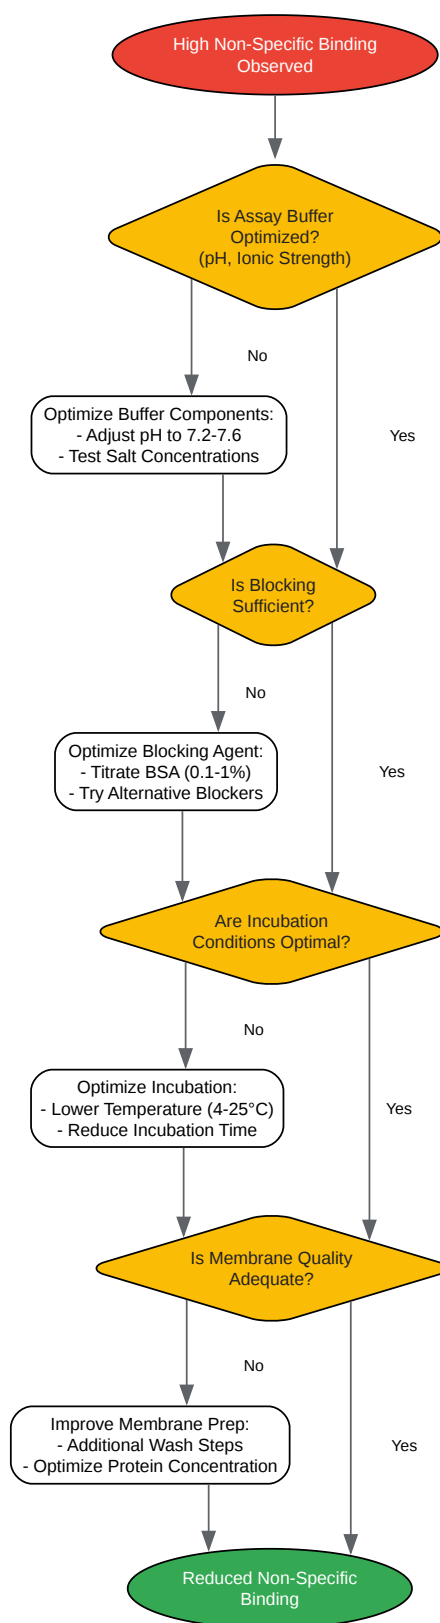 High Non-Specific Binding
Observed
Is Assay Buffer
Optimized?
(pH, Ionic Strength)
No
Optimize Buffer Components:
- Adjust pH to 7.2-7.6
- Test Salt Concentrations
Yes
Is Blocking
Sufficient?
No
Optimize Blocking Agent:
- Titrate BSA (0.1-1%)
- Try Alternative Blockers
Yes
Are Incubation
Conditions Optimal?
No
Optimize Incubation:
- Lower Temperature (4-25°C)
- Reduce Incubation Time
Yes
Is Membrane Quality
Adequate?
No
Improve Membrane Prep:
- Additional Wash Steps
- Optimize Protein Concentration
Yes
Reduced Non-Specific
Binding